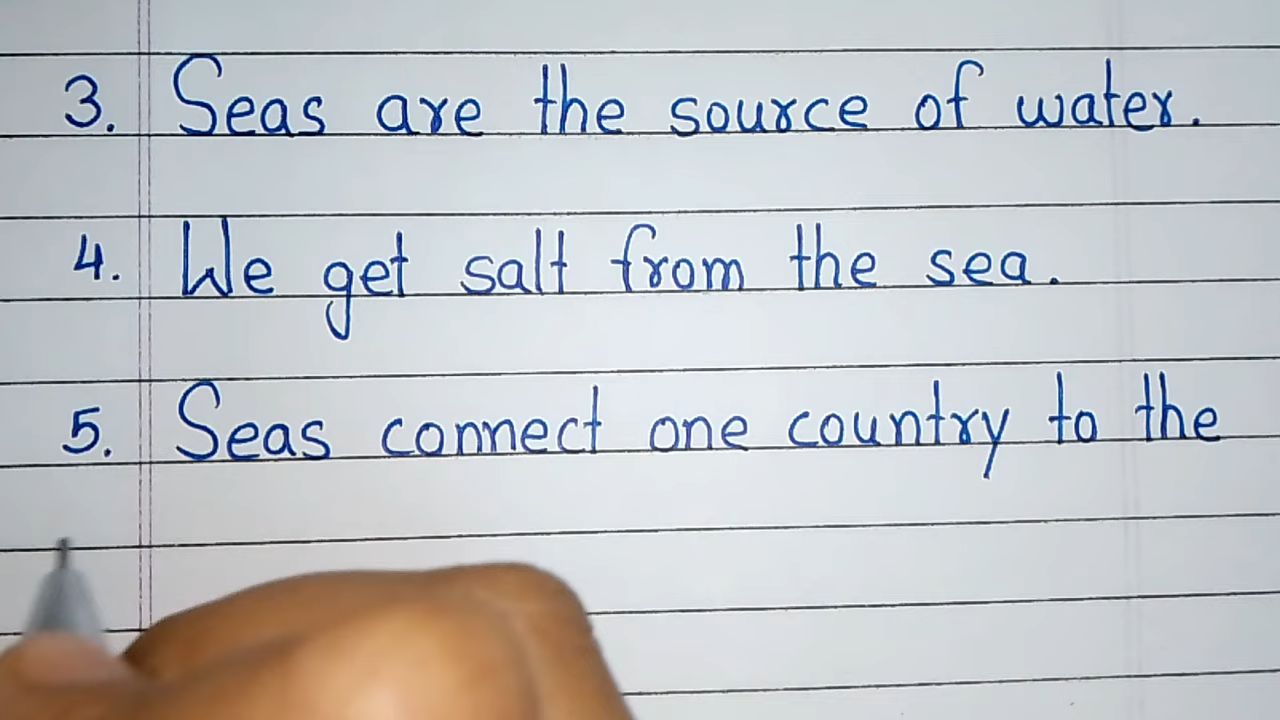 3. Seas are the source of water.
4. We get salt from the sea.
5. Seas connect one country to the